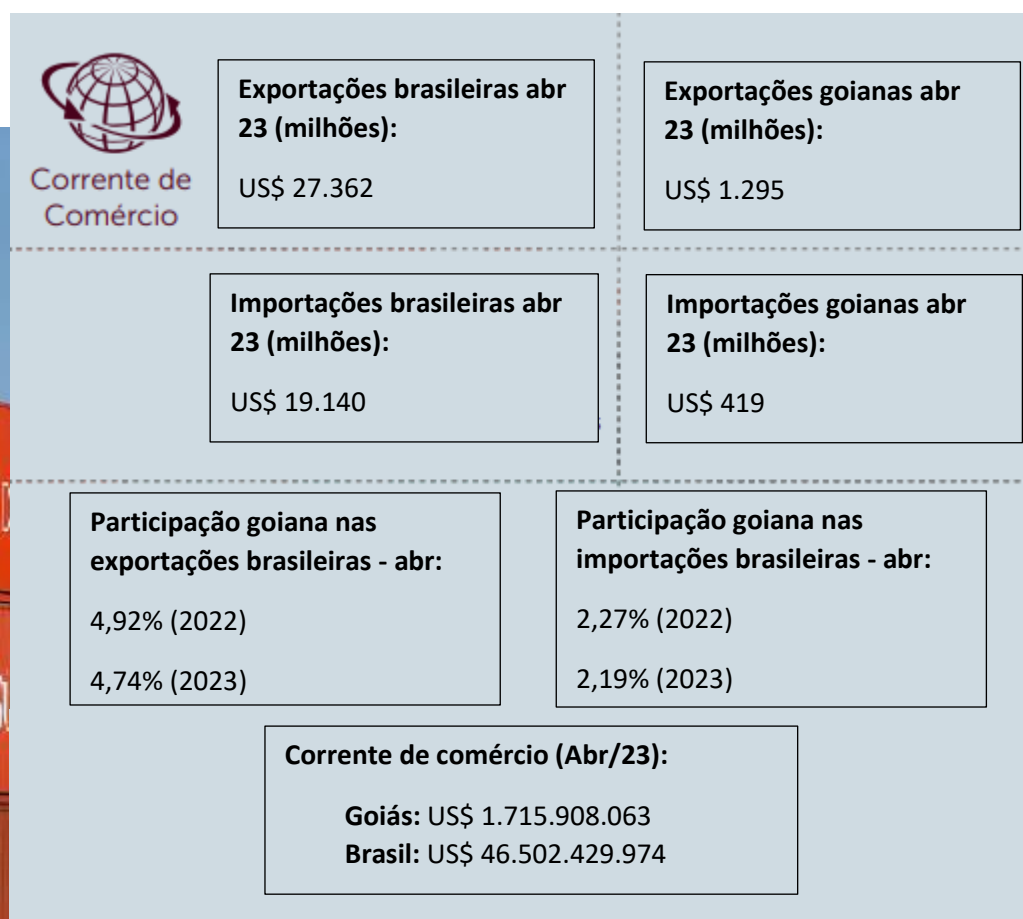 Corrente de
Comércio
Exportações brasileiras abr
23 (milhões):
US$ 27.362
Exportações goianas abr
23 (milhões):
US$ 1.295
Importações brasileiras abr
23 (milhões):
US$ 19.140
Importações goianas abr
23 (milhões):
US$ 419
Participação goiana nas
exportações brasileiras - abr:
4,92% (2022)
4,74% (2023)
Participação goiana nas
importações brasileiras - abr:
2,27% (2022)
2,19% (2023)
Corrente de comércio (Abr/23):
Goiás: US$ 1.715.908.063
Brasil: US$ 46.502.429.974